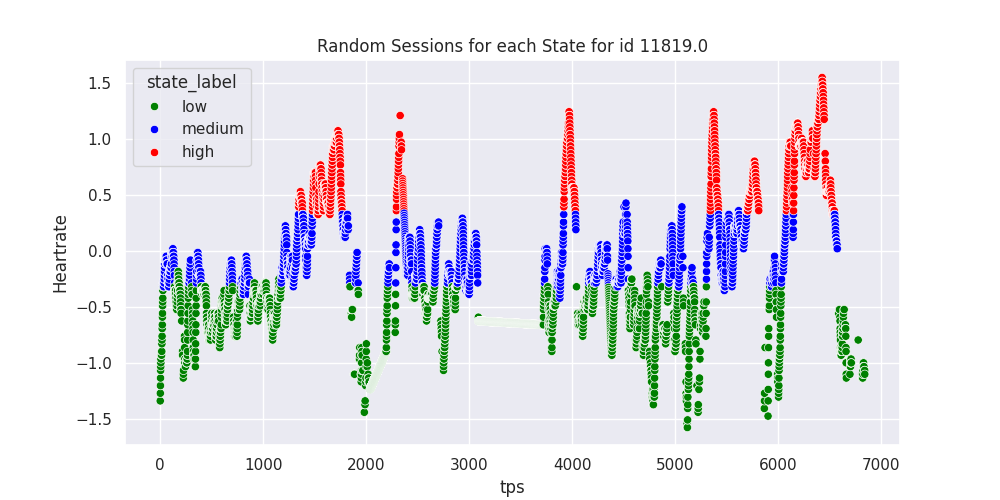 Random Sessions for each State for id 11819.0
state_label
low
medium
high
Heartrate
1.5
1.0
0.5
0.0
−0.5
−1.0
−1.5
0 1000 2000 3000 4000 5000 6000 7000
tps